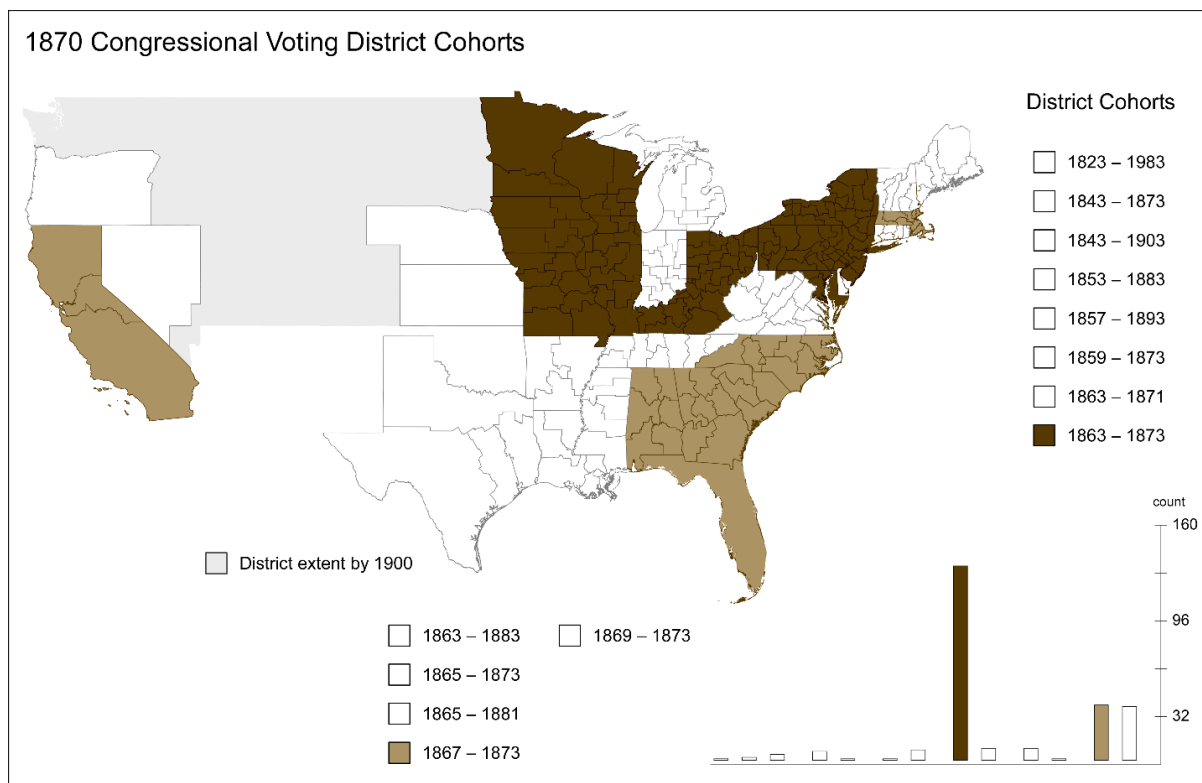 1870 Congressional Voting District Cohorts
District Cohorts
1823 – 1983
1843 – 1873
1843 – 1903
1853 – 1883
1857 – 1893
1859 – 1873
1863 – 1871
1863 – 1873
District extent by 1900
1863 – 1883
1869 – 1873
1865 – 1873
1865 – 1881
1867 – 1873
count
160
96
32